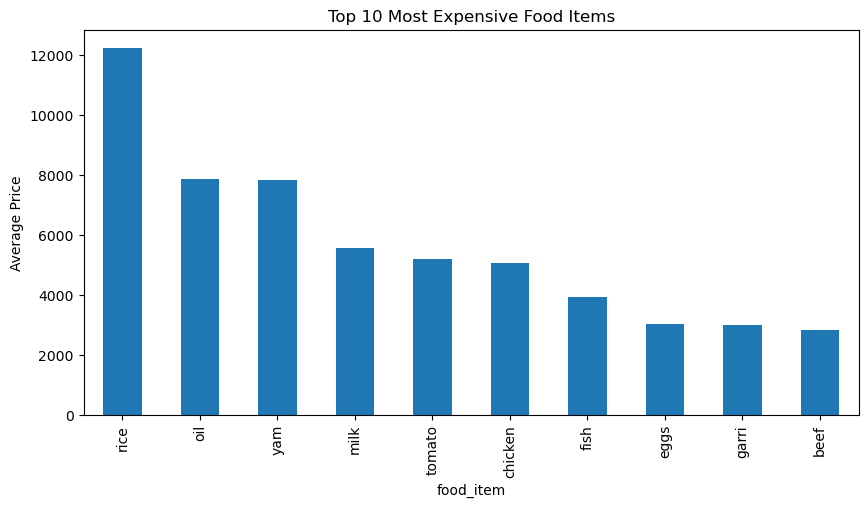 Top 10 Most Expensive Food Items
Average Price
12000
10000
8000
6000
4000
2000
0
rice
oil
yam
milk
tomato
chicken
fish
eggs
garri
beef
food_item